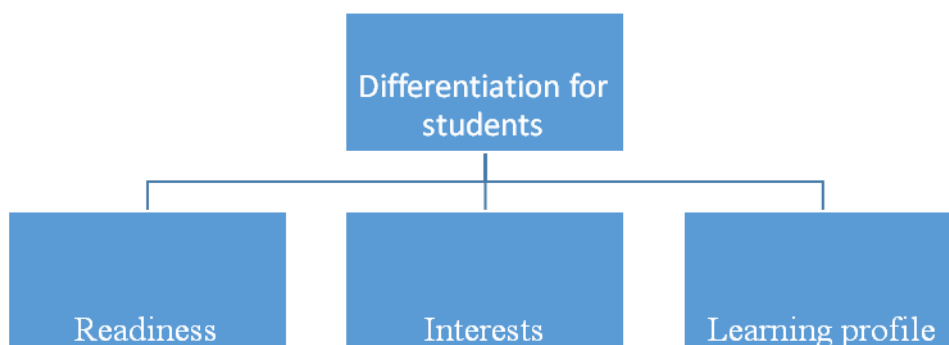 Differentiation for
students
Readiness
Interests
Learning profile